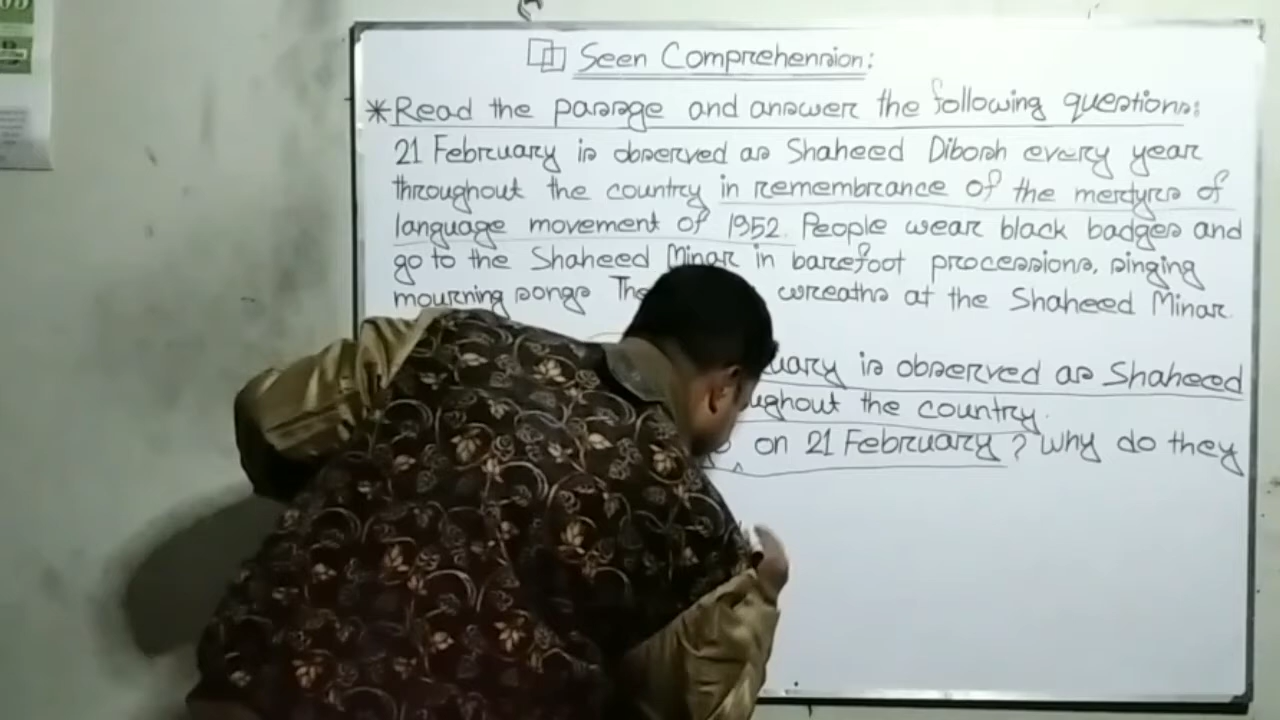 Seen Comprehension:
*Read the passage and answer the following questions:
21 February is observed as Shaheed Dibosh every year
throughout the country in remembrance of the mertyrs of
language movement of 1952. People wear black badges and
go to the Shaheed Minar in barefoot processions, singing
mourning songs The wreaths at the Shaheed Minar.
uary is observed as Shaheed
ughout the country.
on 21 February? Why do they